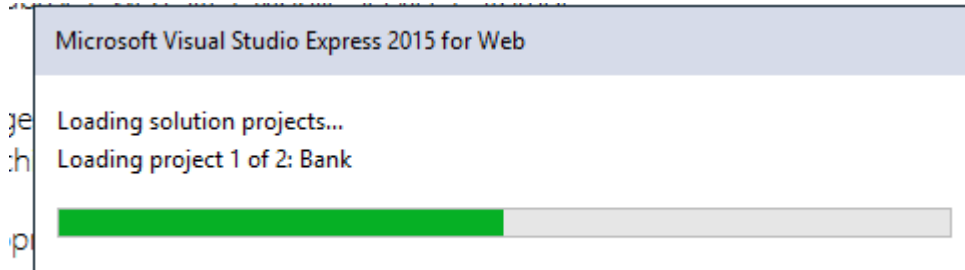 Microsoft Visual Studio Express 2015 for Web
Loading solution projects...
Loading project 1 of 2: Bank